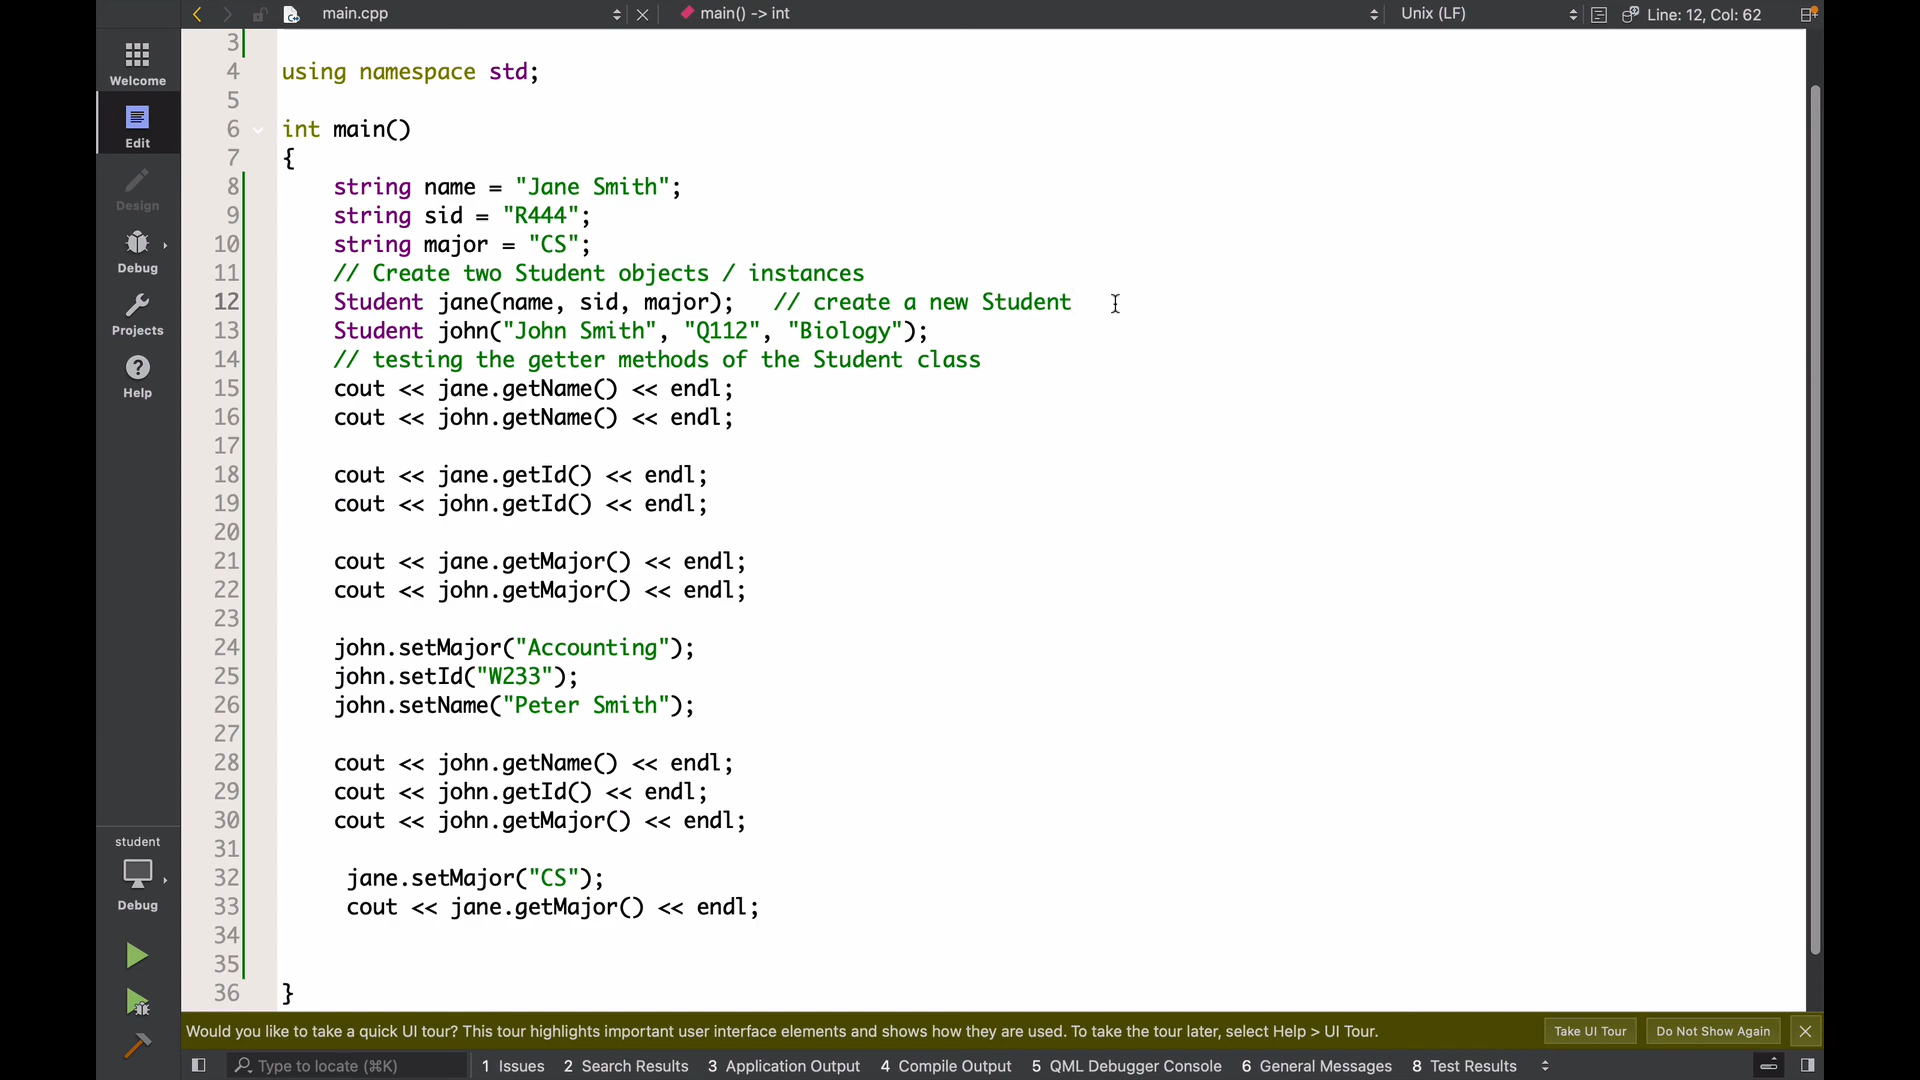 main.cpp
main() -> int
Unix (LF)
Line: 12, Col: 62
Welcome
Edit
Design
Debug
Projects
Help
student
Debug
3
4 using namespace std;
5
6 int main()
7 {
8 string name = "Jane Smith";
9 string sid = "R444";
10 string major = "CS";
11 // Create two Student objects / instances
12 Student jane(name, sid, major); // create a new Student
13 Student john("John Smith", "Q112", "Biology");
14 // testing the getter methods of the Student class
15 cout << jane.getName() << endl;
16 cout << john.getName() << endl;
17
18 cout << jane.getId() << endl;
19 cout << john.getId() << endl;
20
21 cout << jane.getMajor() << endl;
22 cout << john.getMajor() << endl;
23
24 john.setMajor("Accounting");
25 john.setId("W233");
26 john.setName("Peter Smith");
27
28 cout << john.getName() << endl;
29 cout << john.getId() << endl;
30 cout << john.getMajor() << endl;
31
32 jane.setMajor("CS");
33 cout << jane.getMajor() << endl;
34
35
36 }
Would you like to take a quick UI tour? This tour highlights important user interface elements and shows how they are used. To take the tour later, select Help > UI Tour.
Take UI Tour
Do Not Show Again
Type to locate (⌘K)
1 Issues
2 Search Results
3 Application Output
4 Compile Output
5 QML Debugger Console
6 General Messages
8 Test Results